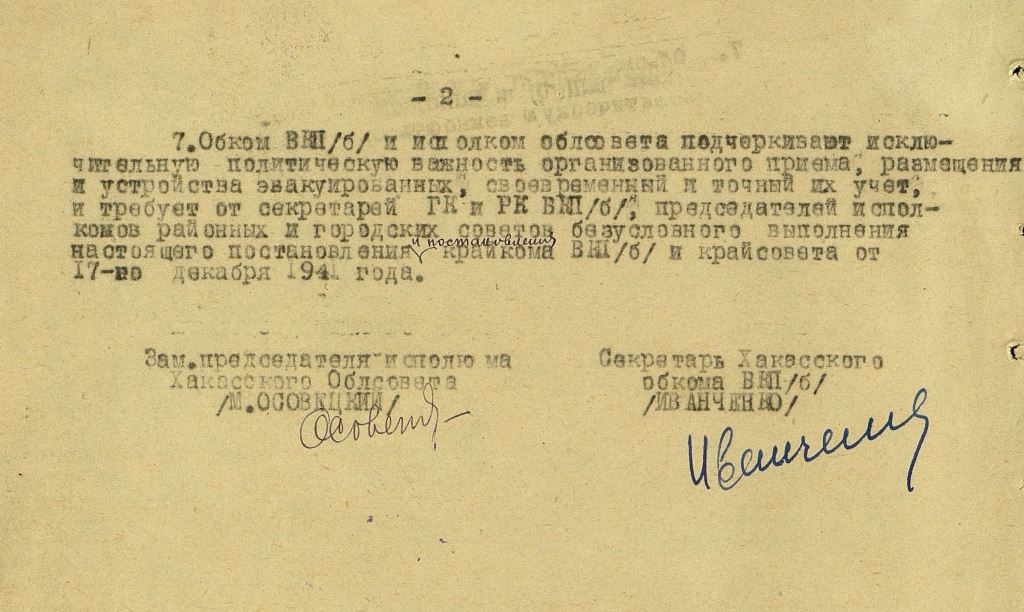 - 2 -
7.Обком ВКП/б/ и исполком облсовета подчеркивают исклю-
чительную политическую важность организованного приема, размещения
и устройства эвакуированных, своевременный и точный их учет,
и требует от секретарей ГК и РК ВКП/б/, председателей испол-
комов районных и городских советов безусловного выполнения
настоящего постановления и постановления крайкома ВКП/б/ и крайсовета от
17-го декабря 1941 года.
Зам.председателя исполкома
Хакасского Облсовета
/М.ОСОВЕЦКИЙ/
Секретарь Хакасского
обкома ВКП/б/
/ИВАНЧЕНКО/